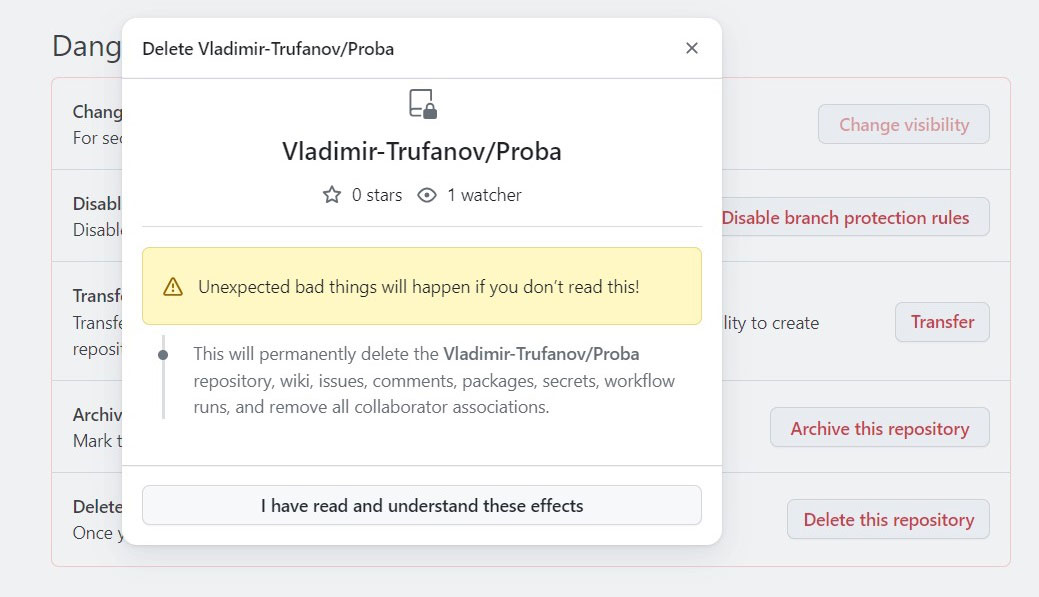 Dang
Delete Vladimir-Trufanov/Proba
Vladimir-Trufanov/Proba
0 stars 1 watcher
Unexpected bad things will happen if you don’t read this!
This will permanently delete the Vladimir-Trufanov/Proba
repository, wiki, issues, comments, packages, secrets, workflow
runs, and remove all collaborator associations.
I have read and understand these effects
Chang
For sec
Change visibility
Disabl
Disable
Disable branch protection rules
Transf
Transfe
lity to create
reposit
Transfer
Archiv
Mark t
Archive this repository
Delete
Once y
Delete this repository